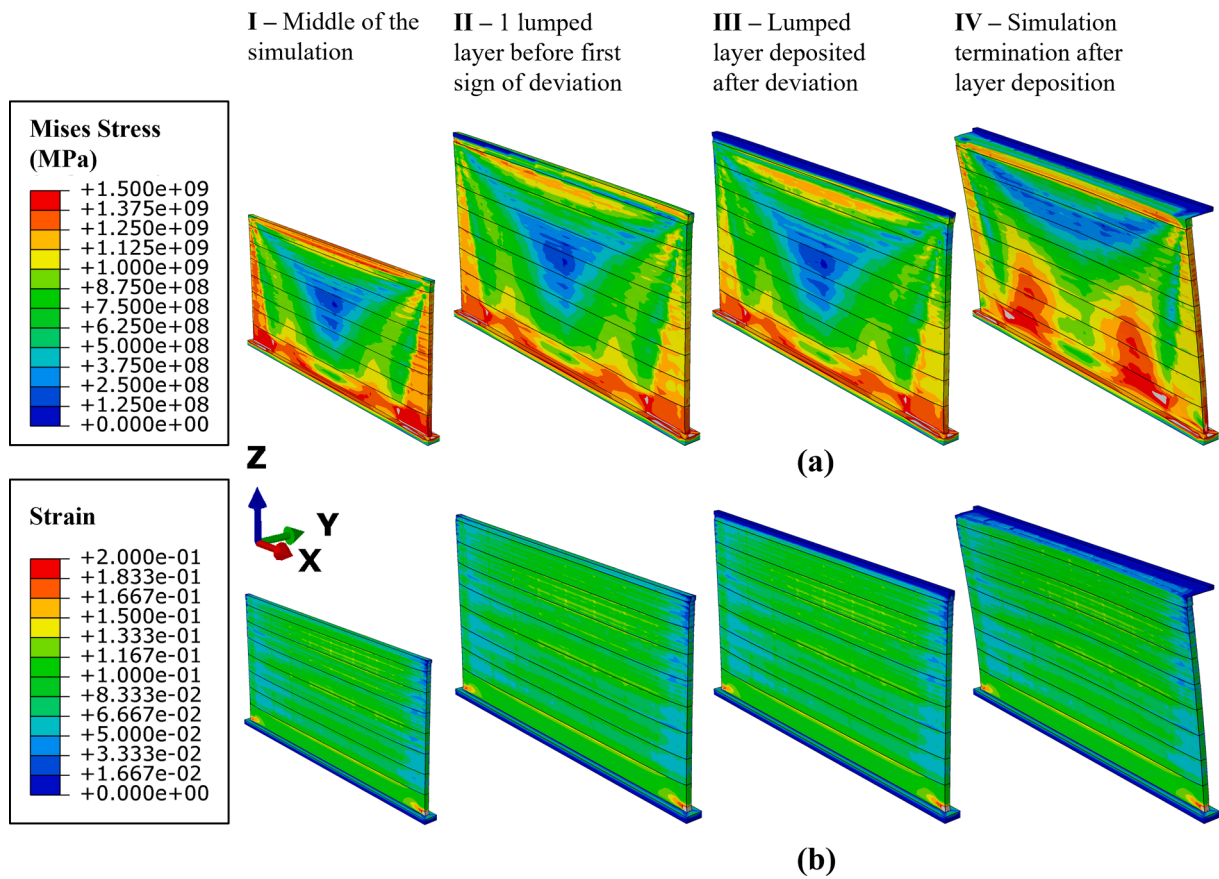 I – Middle of the
simulation
II – 1 lumped
layer before first
sign of deviation
III – Lumped
layer deposited
after deviation
IV – Simulation
termination after
layer deposition
Mises Stress
(MPa)
+1.500e+09
+1.375e+09
+1.250e+09
+1.125e+09
+1.000e+09
+8.750e+08
+7.500e+08
+6.250e+08
+5.000e+08
+3.750e+08
+2.500e+08
+1.250e+08
+0.000e+00
(a)
Z
Y
X
Strain
+2.000e-01
+1.833e-01
+1.667e-01
+1.500e-01
+1.333e-01
+1.167e-01
+1.000e-01
+8.333e-02
+6.667e-02
+5.000e-02
+3.333e-02
+1.667e-02
+0.000e+00
(b)